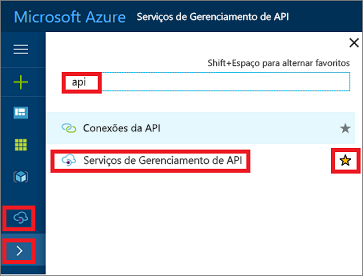 Microsoft Azure Serviços de Gerenciamento de API
Shift+Espaço para alternar favoritos
api
Conexões da API
Serviços de Gerenciamento de API